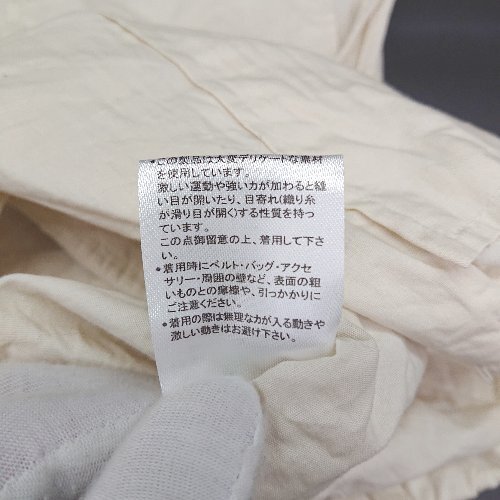 ・この製品は大変デリケートな素材
を使用しています。
激しい運動や強い力が加わると縫
い目が開いたり、目寄れ(織り糸
が滑り目が開く)する性質を持っ
ています。
この点御留意の上、着用して下さ
い。
・着用時にベルト・バッグ・アクセ
サリー・周囲の壁など、表面の粗
いものとの摩擦や、引っかかりに
ご注意ください。
・着用の際は無理な力が入る動きや
激しい動きはお避け下さい。